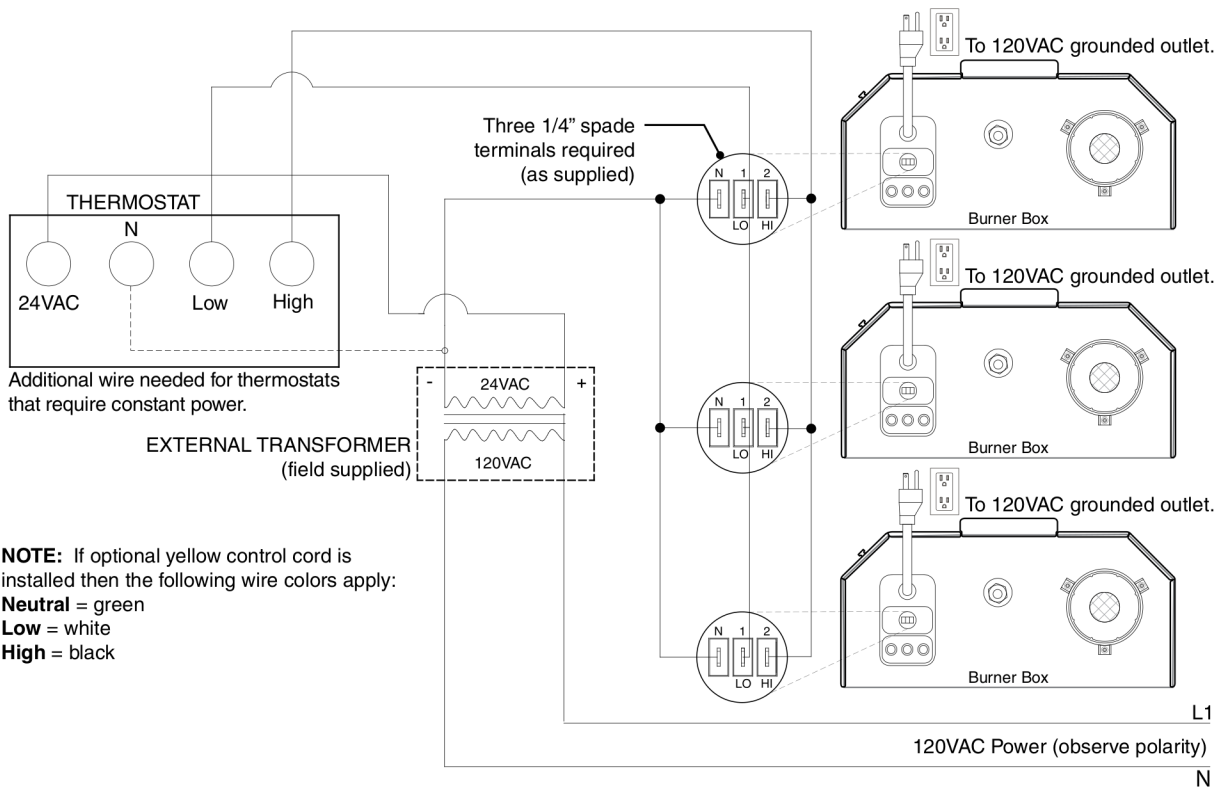 To 120VAC grounded outlet.
Three 1/4” spade
terminals required
(as supplied)
N 1 2
LO HI
Burner Box
THERMOSTAT
N
24VAC
Low
High
Additional wire needed for thermostats
that require constant power.
- 24VAC +
EXTERNAL TRANSFORMER
(field supplied)
120VAC
To 120VAC grounded outlet.
N 1 2
LO HI
Burner Box
To 120VAC grounded outlet.
N 1 2
LO HI
Burner Box
NOTE: If optional yellow control cord is
installed then the following wire colors apply:
Neutral = green
Low = white
High = black
L1
120VAC Power (observe polarity)
N